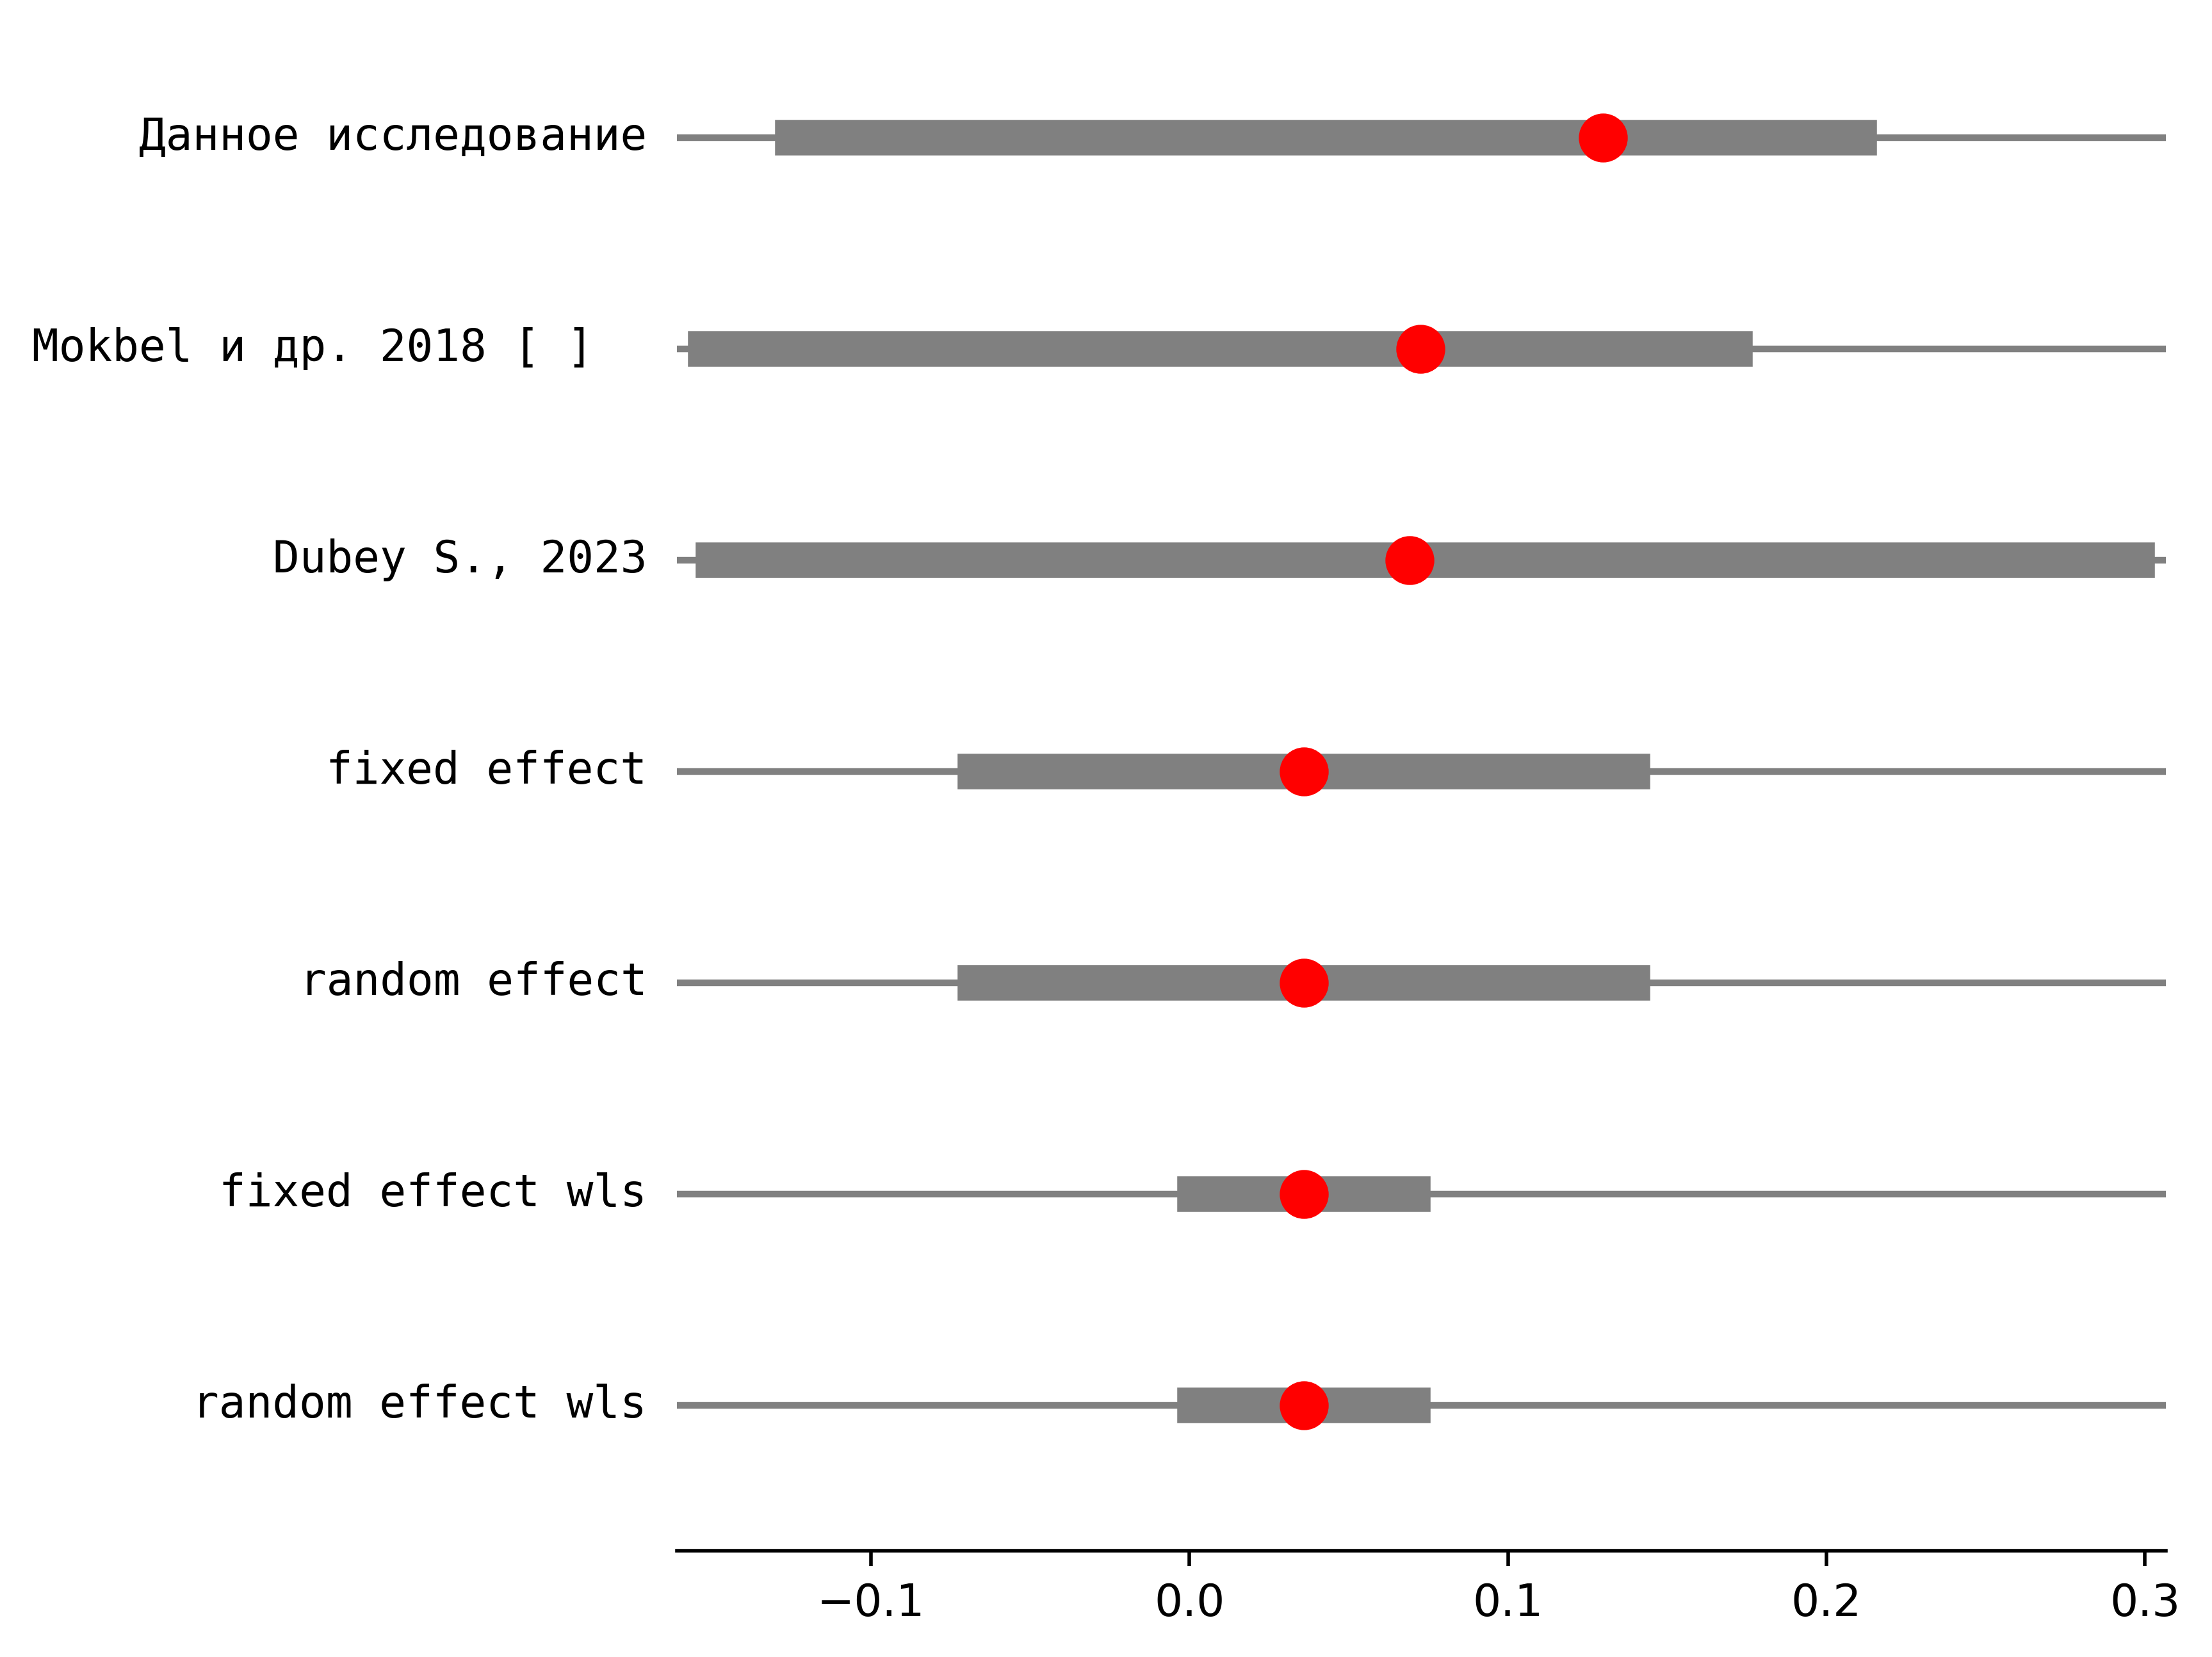 Данное исследование
Mokbel и др. 2018 [ ]
Dubey S., 2023
fixed effect
random effect
fixed effect wls
random effect wls
−0.1 0.0 0.1 0.2 0.3